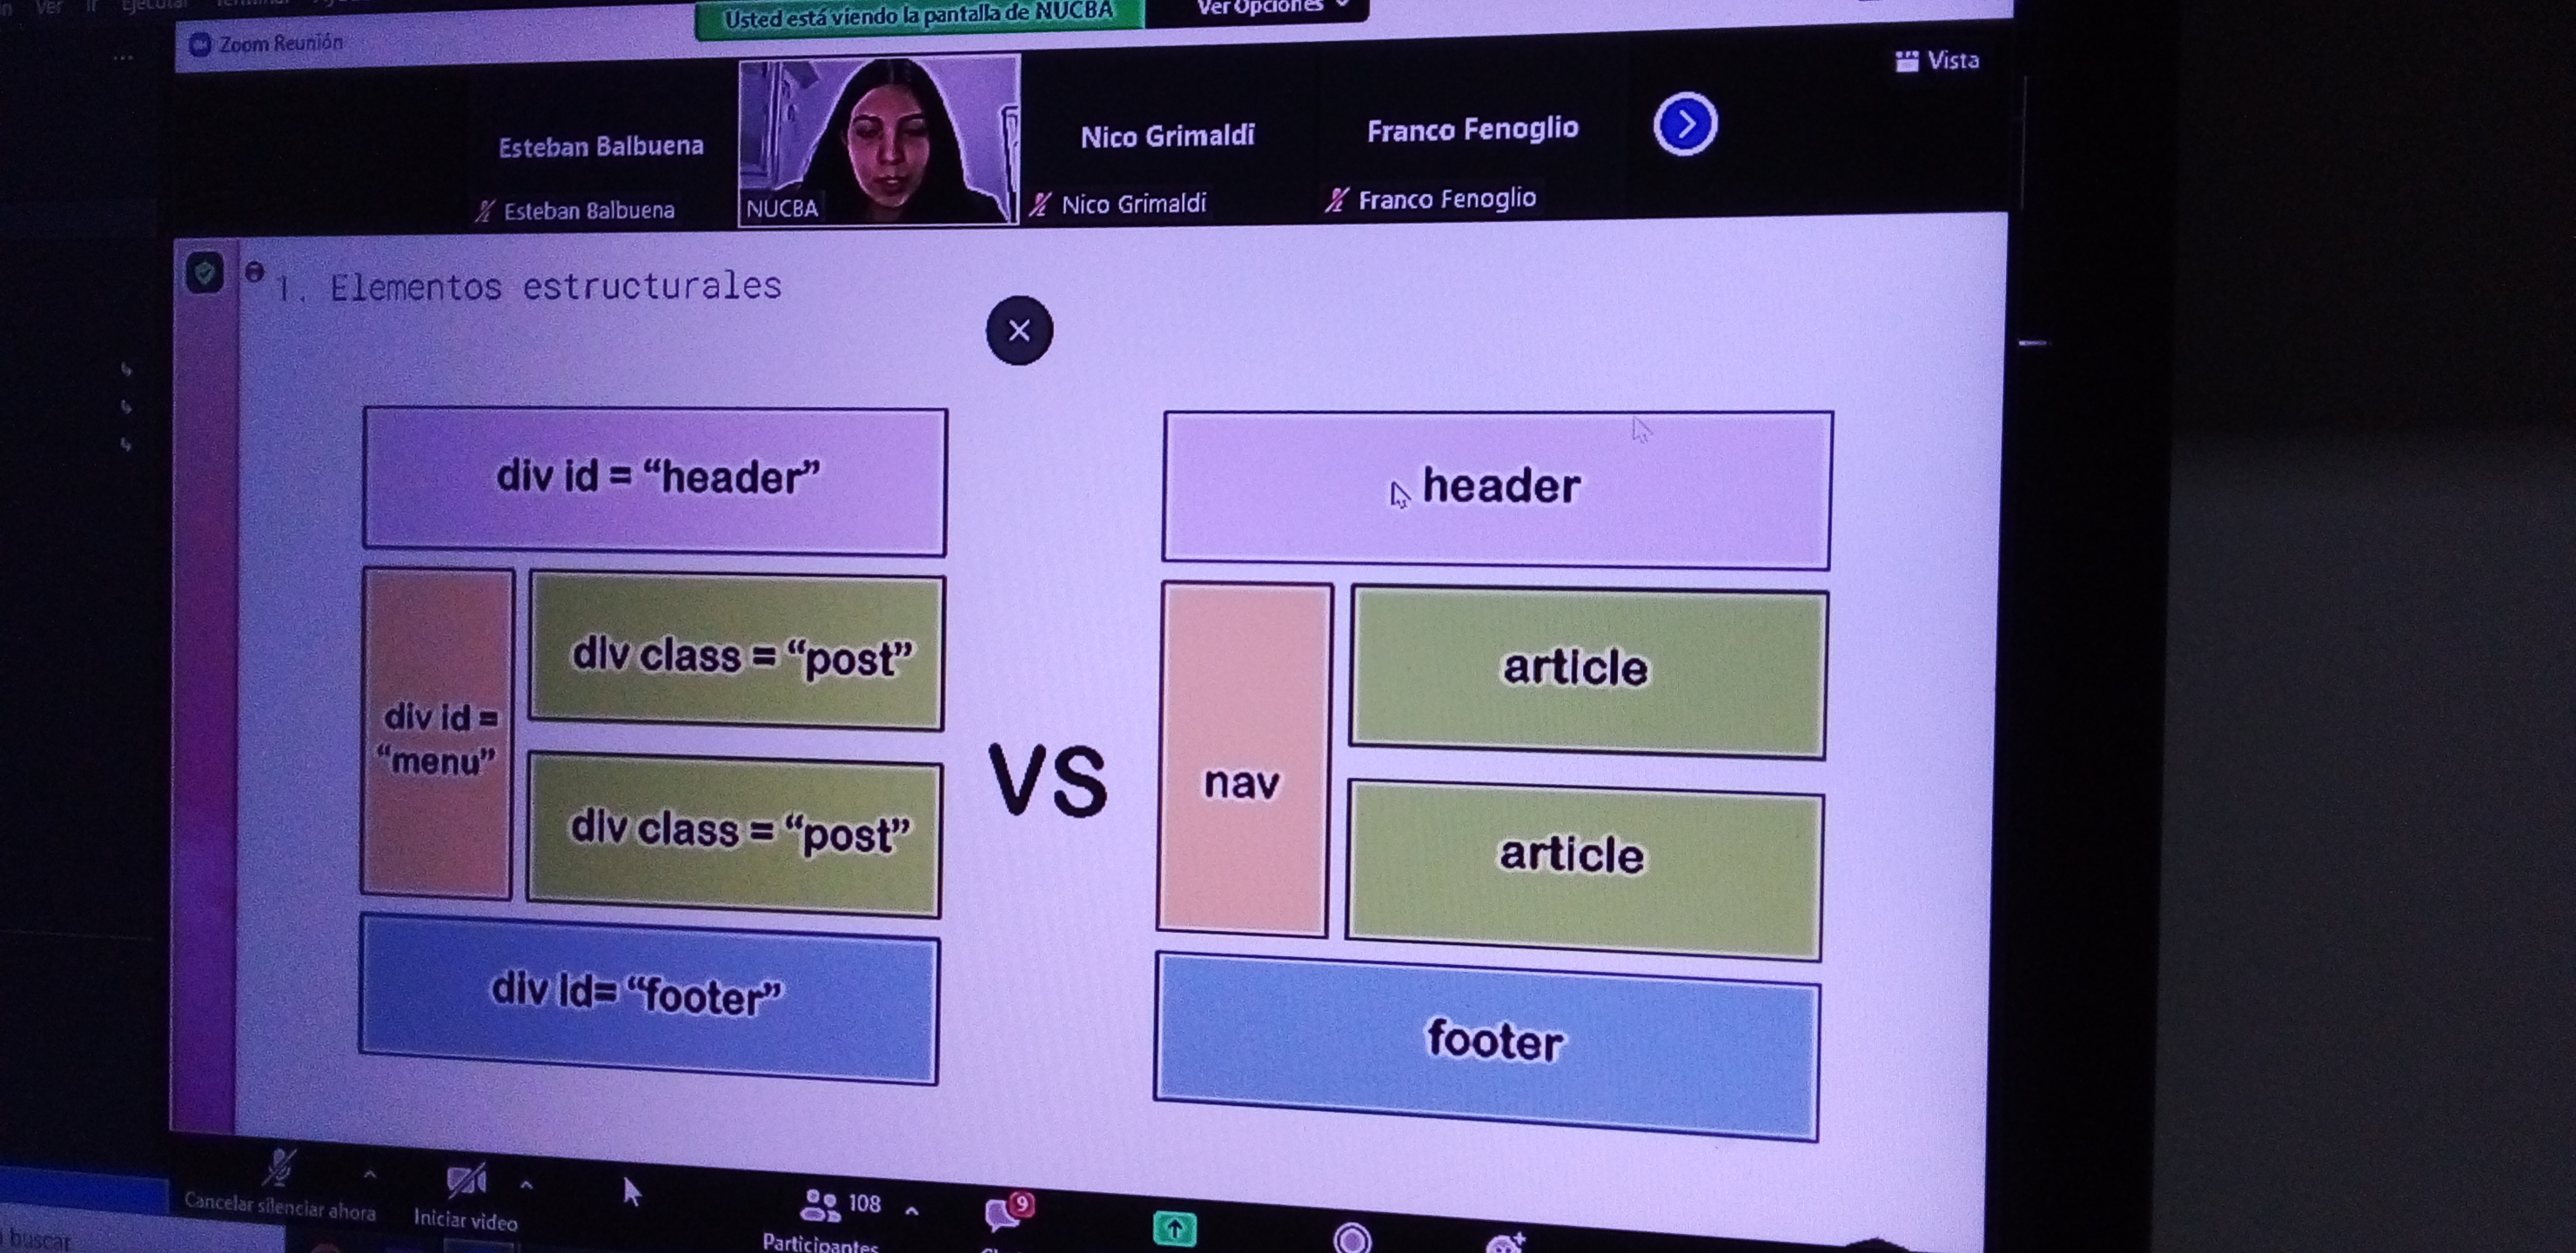 Ver Ir Ejecutar
Usted está viendo la pantalla de NUCBA
Ver Opciones
Zoom Reunión
Vista
Esteban Balbuena
Nico Grimaldi
Franco Fenoglio
Esteban Balbuena
NUCBA
Nico Grimaldi
Franco Fenoglio
1. Elementos estructurales
div id = “header”
header
div class = “post”
article
div id =
“menu”
VS
nav
div class = “post”
article
div id= “footer”
footer
Cancelar silenciar ahora
Iniciar video
108
Participantes
9
buscar